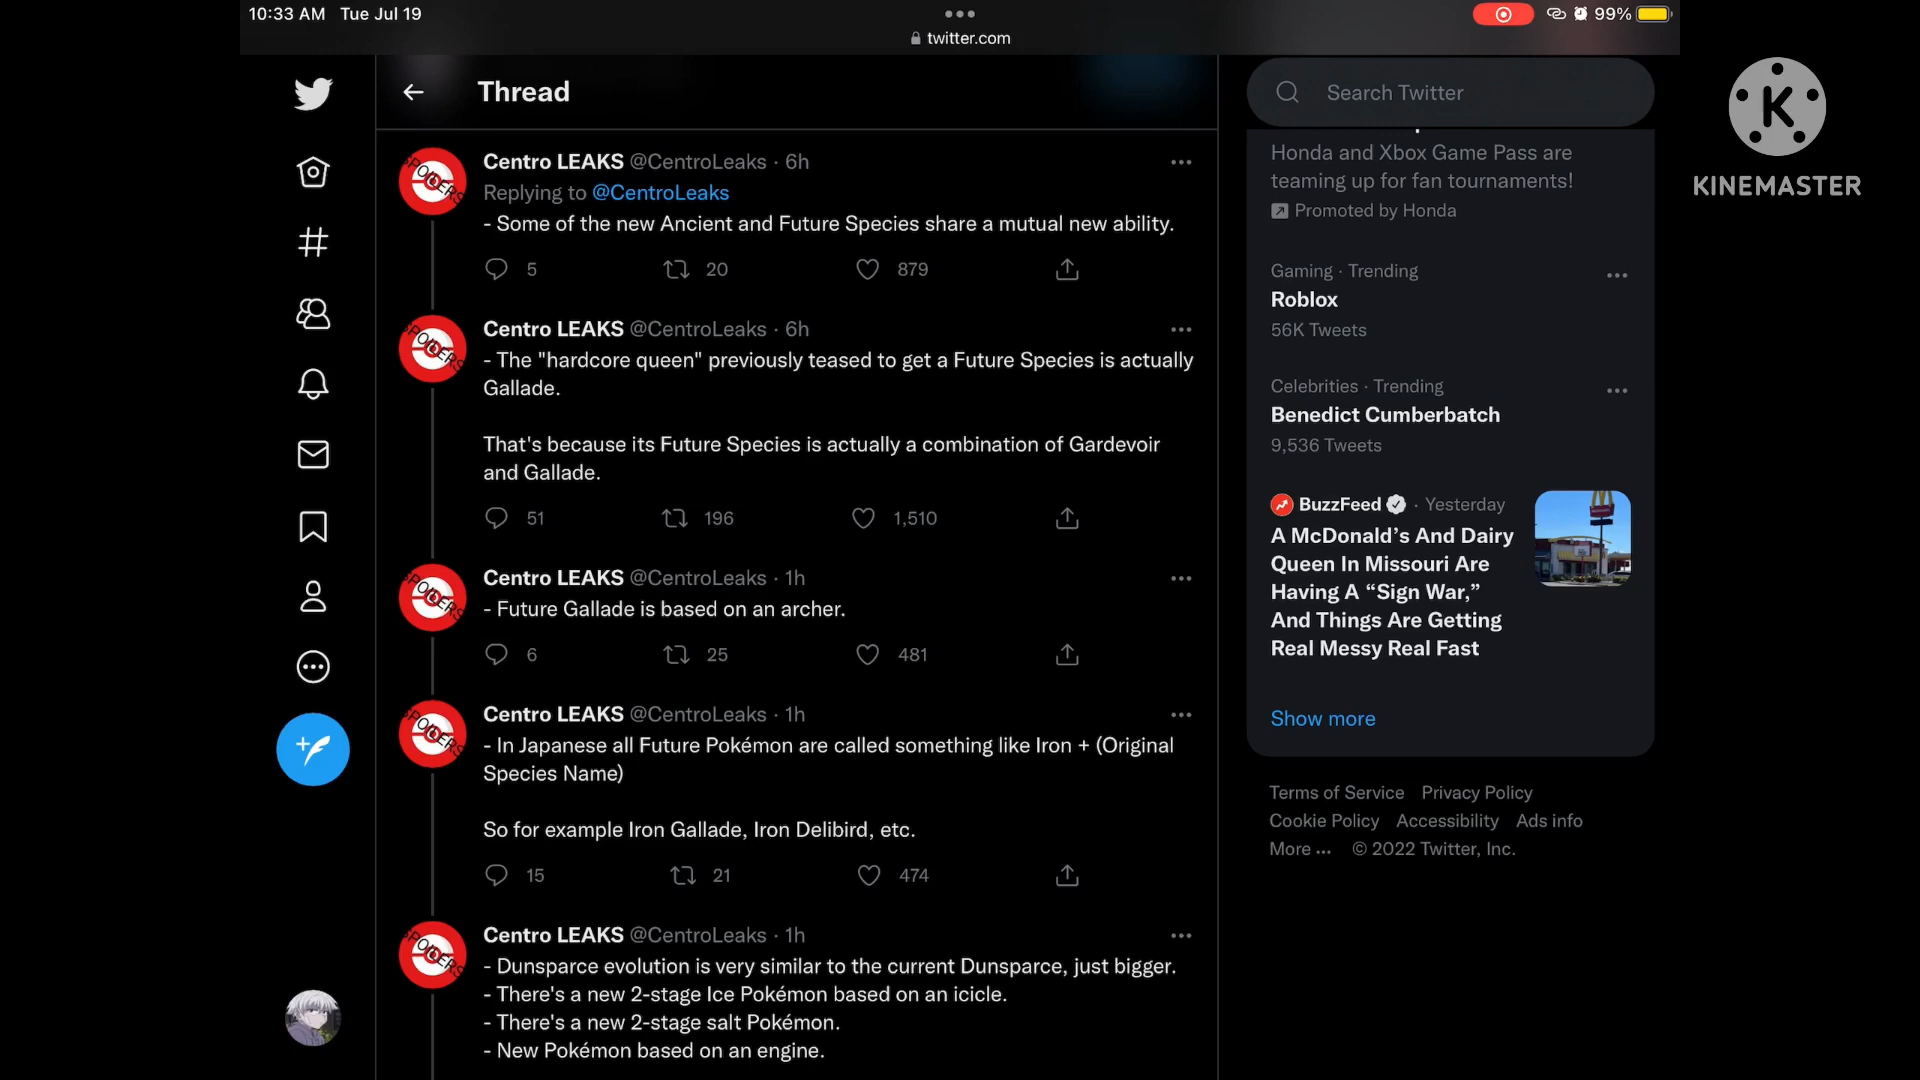 10:33 AM Tue Jul 19
99%
twitter.com
Thread
Search Twitter
KINEMASTER
Centro LEAKS @CentroLeaks · 6h
Replying to @CentroLeaks
- Some of the new Ancient and Future Species share a mutual new ability.
5 20 879
Centro LEAKS @CentroLeaks · 6h
- The "hardcore queen" previously teased to get a Future Species is actually
Gallade.
That's because its Future Species is actually a combination of Gardevoir
and Gallade.
51 196 1,510
Centro LEAKS @CentroLeaks · 1h
- Future Gallade is based on an archer.
6 25 481
Centro LEAKS @CentroLeaks · 1h
- In Japanese all Future Pokémon are called something like Iron + (Original
Species Name)
So for example Iron Gallade, Iron Delibird, etc.
15 21 474
Centro LEAKS @CentroLeaks · 1h
- Dunsparce evolution is very similar to the current Dunsparce, just bigger.
- There's a new 2-stage Ice Pokémon based on an icicle.
- There's a new 2-stage salt Pokémon.
- New Pokémon based on an engine.
Honda and Xbox Game Pass are
teaming up for fan tournaments!
Promoted by Honda
Gaming · Trending
Roblox
56K Tweets
Celebrities · Trending
Benedict Cumberbatch
9,536 Tweets
BuzzFeed · Yesterday
A McDonald's And Dairy
Queen In Missouri Are
Having A “Sign War,”
And Things Are Getting
Real Messy Real Fast
Show more
Terms of Service Privacy Policy
Cookie Policy Accessibility Ads info
More ··· © 2022 Twitter, Inc.